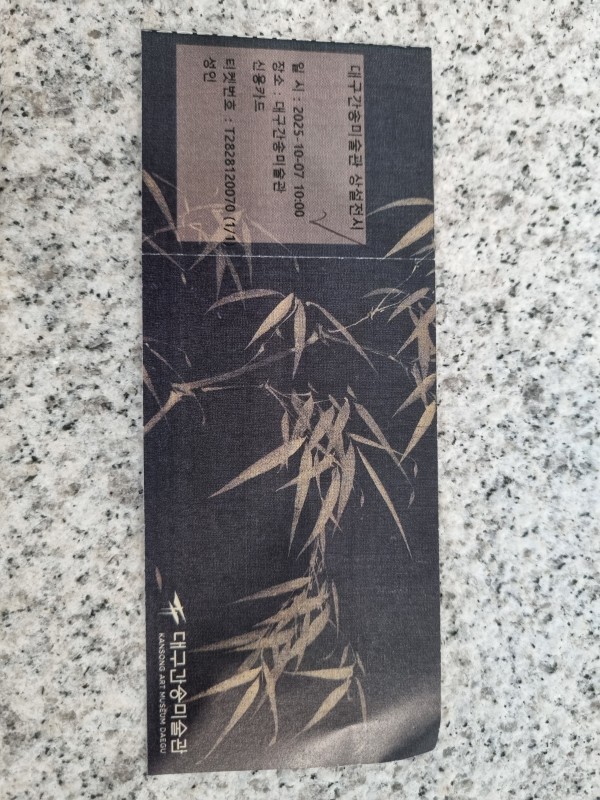 대구간송미술관 상설전시
일 시 : 2025-10-07 10:00
장소 : 대구간송미술관
신용카드
티켓번호 : T2828120070 (1/1)
성인
대구간송미술관
KANSONG ART MUSEUM DAEGU